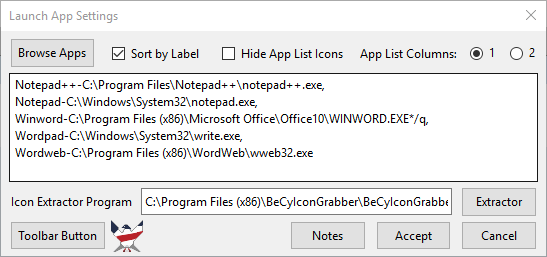 Launch App Settings
Browse Apps Sort by Label Hide App List Icons App List Columns: 1 2
Notepad++-C:\Program Files\Notepad++\notepad++.exe,
Notepad-C:\Windows\System32\notepad.exe,
Winword-C:\Program Files (x86)\Microsoft Office\Office10\WINWORD.EXE*/q,
Wordpad-C:\Windows\System32\write.exe,
Wordweb-C:\Program Files (x86)\WordWeb\wweb32.exe
Icon Extractor Program C:\Program Files (x86)\BeCyIconGrabber\BeCyIconGrabbe Extractor
Toolbar Button Notes Accept Cancel